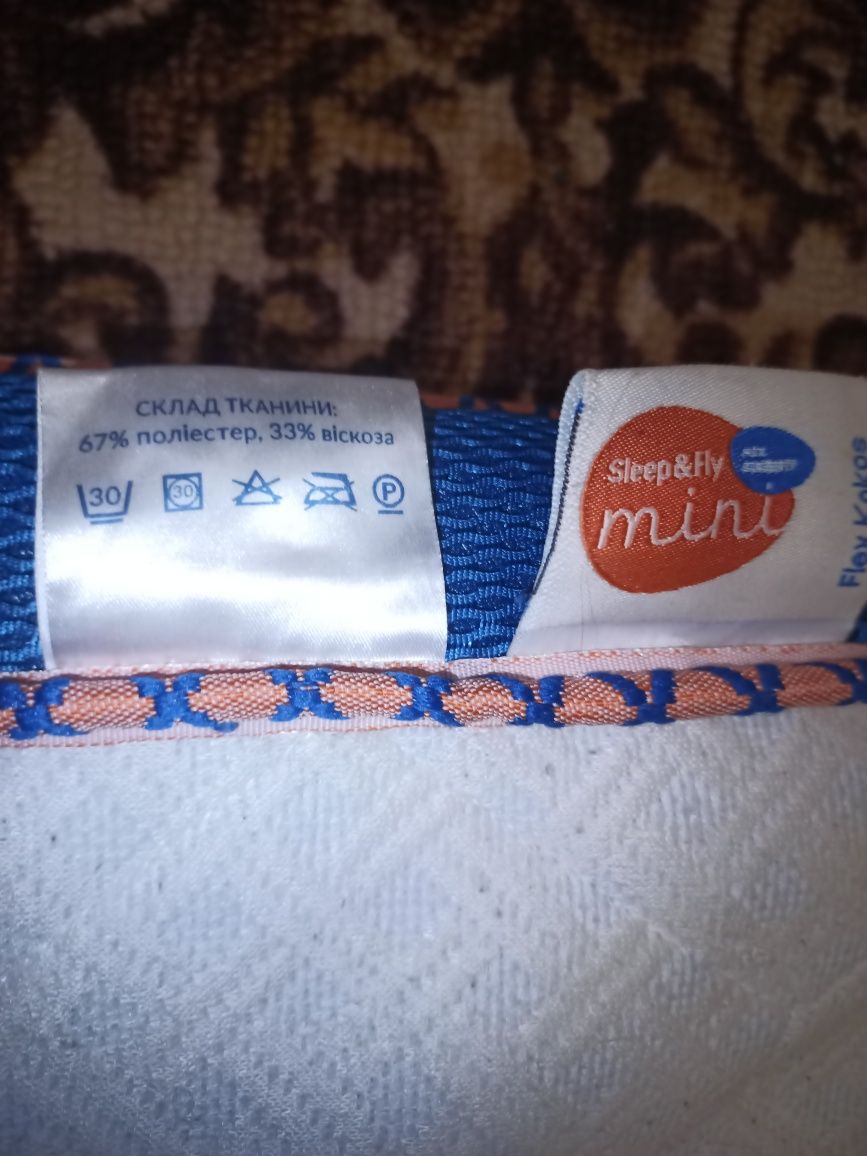 СКЛАД ТКАНИНИ:
67% поліестер, 33% віскоза
30
30
P
Sleep&Fly
mini
Flex Kokos